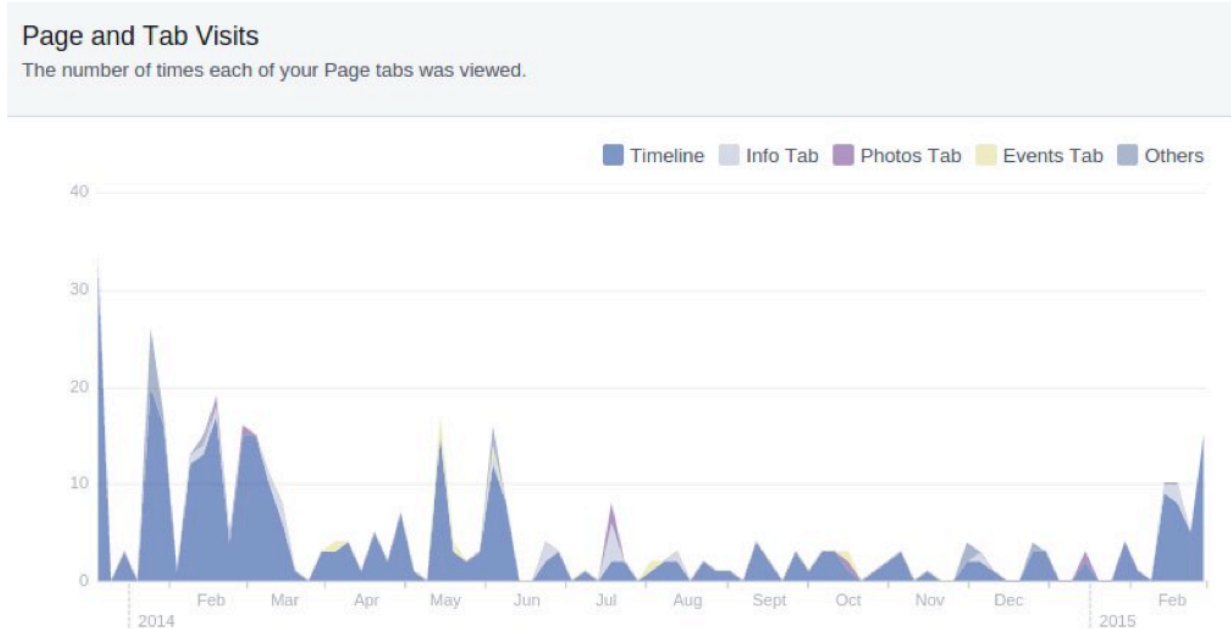 Page and Tab Visits
The number of times each of your Page tabs was viewed.
Timeline Info Tab Photos Tab Events Tab Others
40
30
20
10
0
Feb Mar Apr May Jun Jul Aug Sept Oct Nov Dec Feb
2014 2015